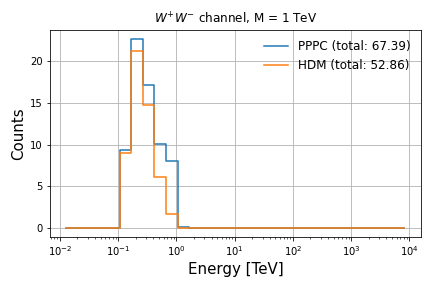 W⁺W⁻ channel, M = 1 TeV
PPPC (total: 67.39)
HDM (total: 52.86)
Counts
20
15
10
5
0
10⁻² 10⁻¹ 10⁰ 10¹ 10² 10³ 10⁴
Energy [TeV]